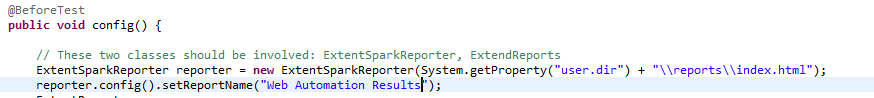 @BeforeTest
public void config() {
// These two classes should be involved: ExtentSparkReporter, ExtendReports
ExtentSparkReporter reporter = new ExtentSparkReporter(System.getProperty("user.dir") + "\\reports\\index.html");
reporter.config().setReportName("Web Automation Results");